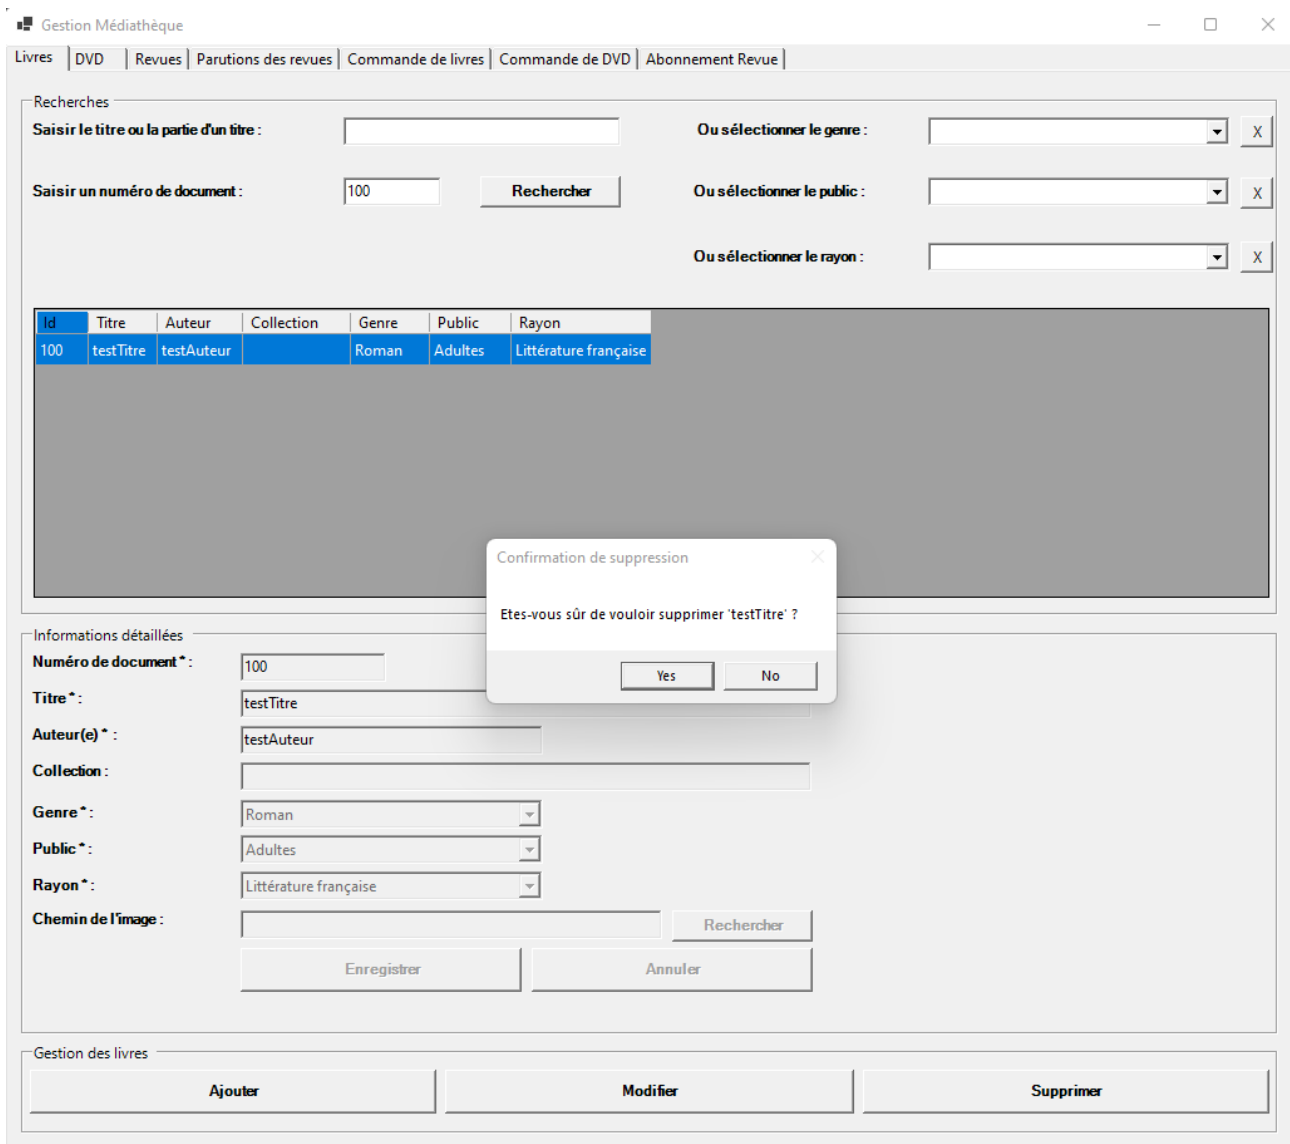 Gestion Médiathèque
Livres DVD Revues Parutions des revues Commande de livres Commande de DVD Abonnement Revue
Recherches
Saisir le titre ou la partie d'un titre : Ou sélectionner le genre : X
Saisir un numéro de document : 100 Rechercher Ou sélectionner le public : X
Ou sélectionner le rayon : X
Id Titre Auteur Collection Genre Public Rayon
100 testTitre testAuteur Roman Adultes Littérature française
Confirmation de suppression
Etes-vous sûr de vouloir supprimer 'testTitre' ?
Yes No
Informations détaillées
Numéro de document * : 100
Titre * : testTitre
Auteur(e) * : testAuteur
Collection :
Genre * : Roman
Public * : Adultes
Rayon * : Littérature française
Chemin de l'image : Rechercher
Enregistrer Annuler
Gestion des livres
Ajouter Modifier Supprimer